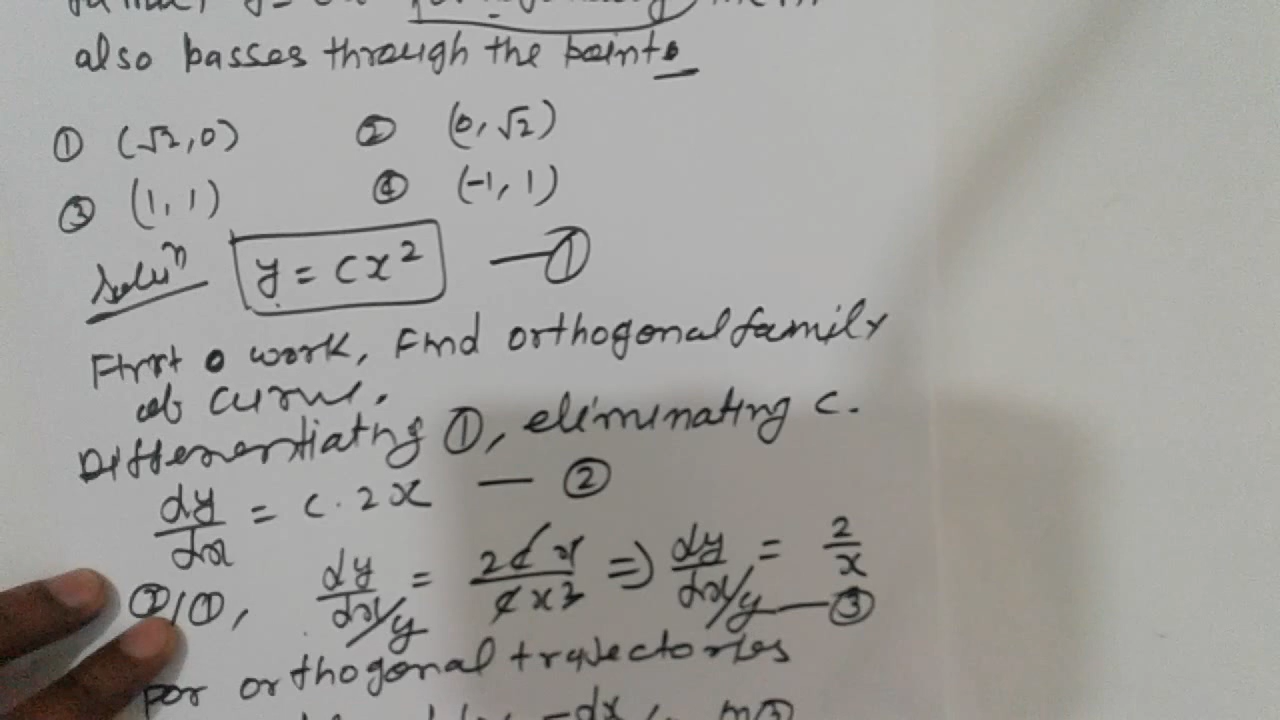 also passes through the points
① (√2, 0) ② (0, √2)
③ (1, 1) ④ (-1, 1)
Soluⁿ y = cx² — ①
First work, Find orthogonal family
of curve.
Differentiating ①, eliminating c.
dy/dx = c. 2x — ②
②/①, dy/dx/y = 2cx/cx² ⇒ dy/dx/y = 2/x — ③
For orthogonal trajectories
-dx